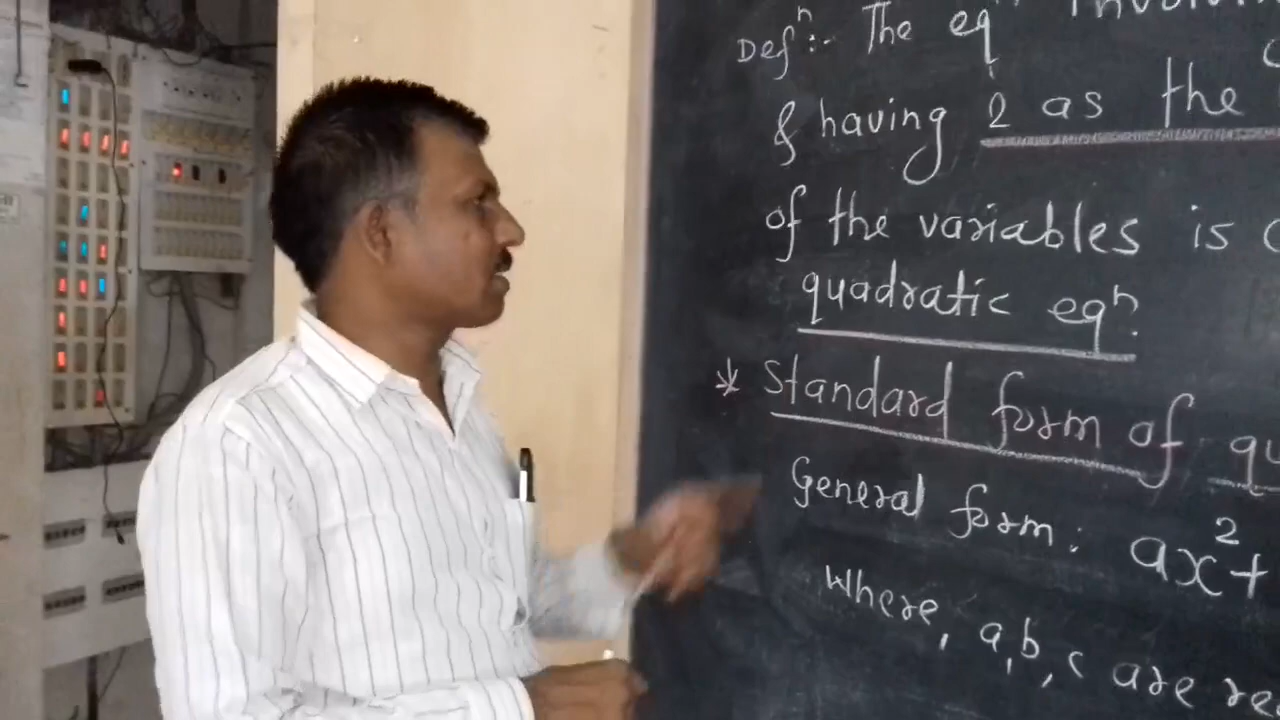 Defⁿ:- The eqⁿ
& having 2 as the
of the variables is
quadratic eqⁿ.
* Standard form of
General form : ax²+
where, a,b,c are